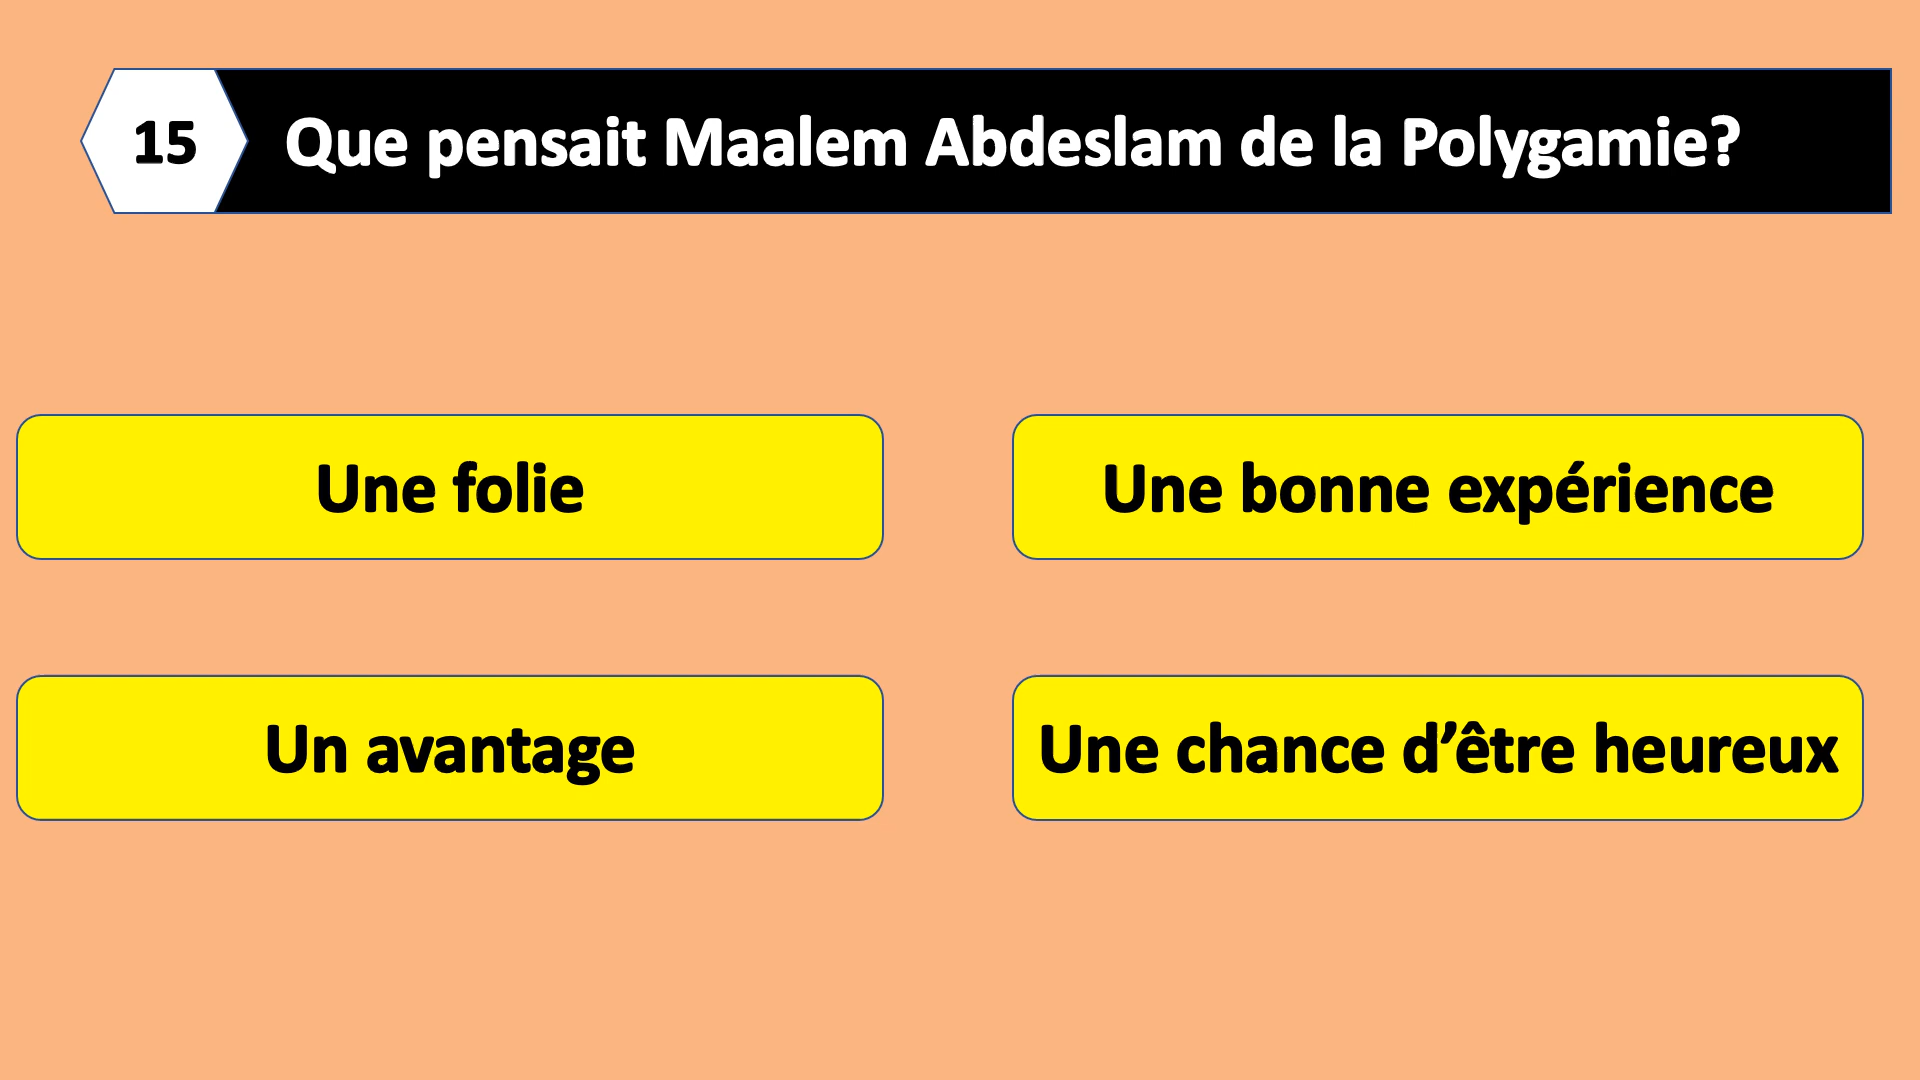 15
Que pensait Maalem Abdeslam de la Polygamie?
Une folie
Une bonne expérience
Un avantage
Une chance d’être heureux